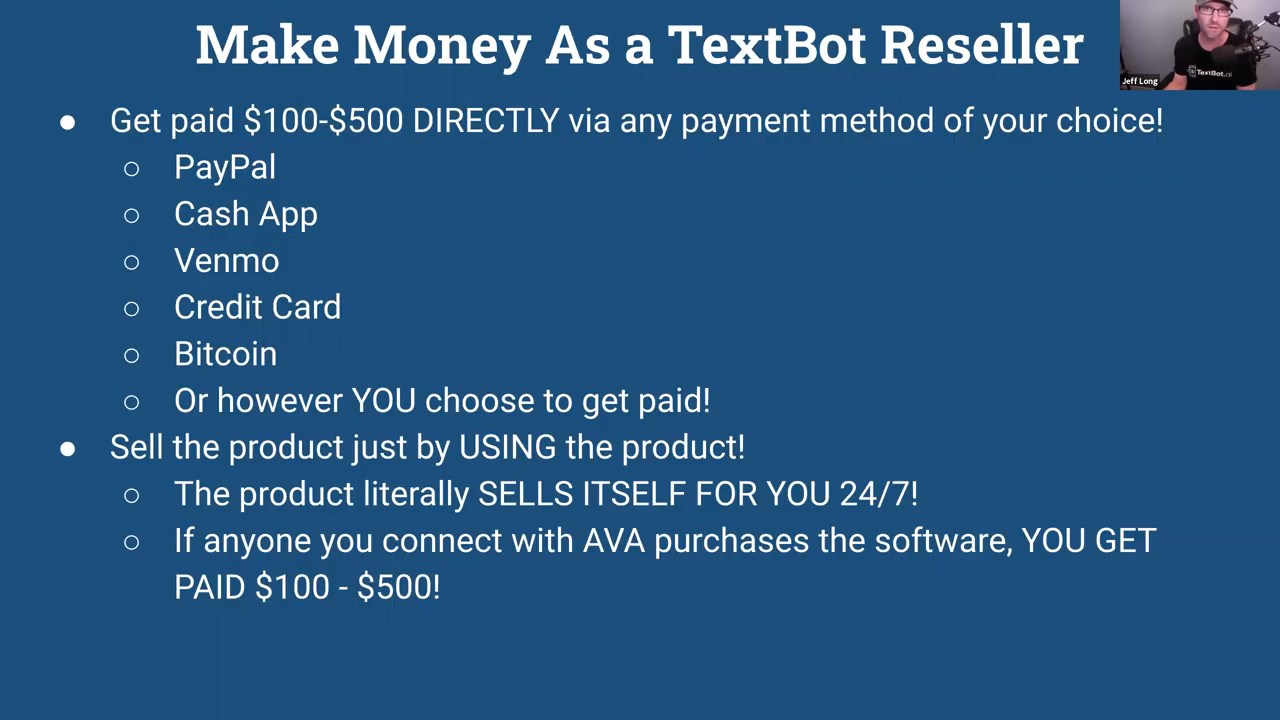 Make Money As a TextBot Reseller
TextBot.ai
Jeff Long
● Get paid $100-$500 DIRECTLY via any payment method of your choice!
○ PayPal
○ Cash App
○ Venmo
○ Credit Card
○ Bitcoin
○ Or however YOU choose to get paid!
● Sell the product just by USING the product!
○ The product literally SELLS ITSELF FOR YOU 24/7!
○ If anyone you connect with AVA purchases the software, YOU GET
PAID $100 - $500!